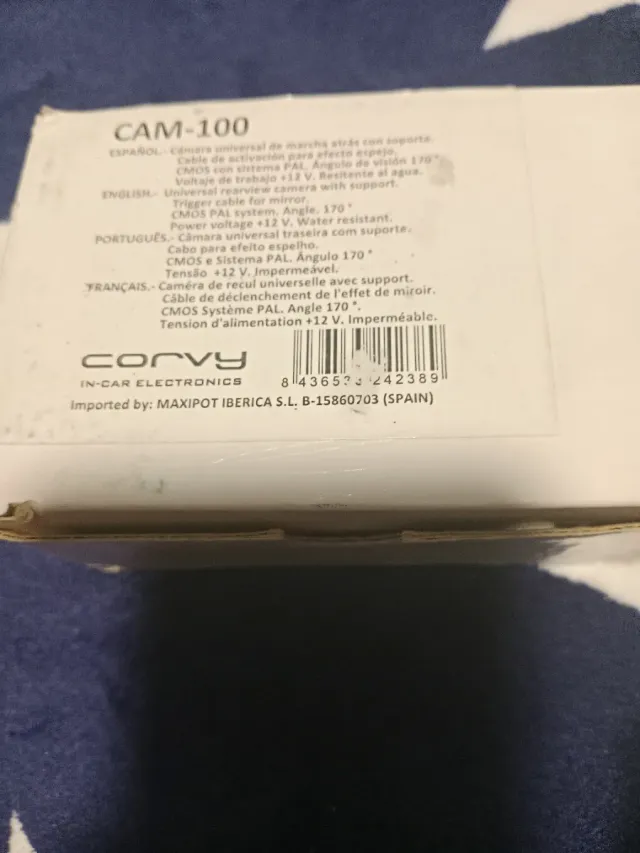 CAM-100
ESPAÑOL.- Cámara universal de marcha atrás con soporte.
Cable de activación para efecto espejo.
CMOS con sistema PAL. Ángulo de visión 170°
Voltaje de trabajo +12 V. Resitente al agua.
ENGLISH.- Universal rearview camera with support.
Trigger cable for mirror.
CMOS PAL system. Angle. 170°
Power voltage +12 V. Water resistant.
PORTUGUÊS.- Câmara universal traseira com suporte.
Cabo para efeito espelho.
CMOS e Sistema PAL. Ângulo 170°
Tensão +12 V. Impermeável.
FRANÇAIS.- Caméra de recul universelle avec support.
Câble de déclenchement de l'effet de miroir.
CMOS Système PAL. Angle 170°.
Tension d'alimentation +12 V. Imperméable.
corvy
IN-CAR ELECTRONICS
8 242389
Imported by: MAXIPOT IBERICA S.L. B-15860703 (SPAIN)